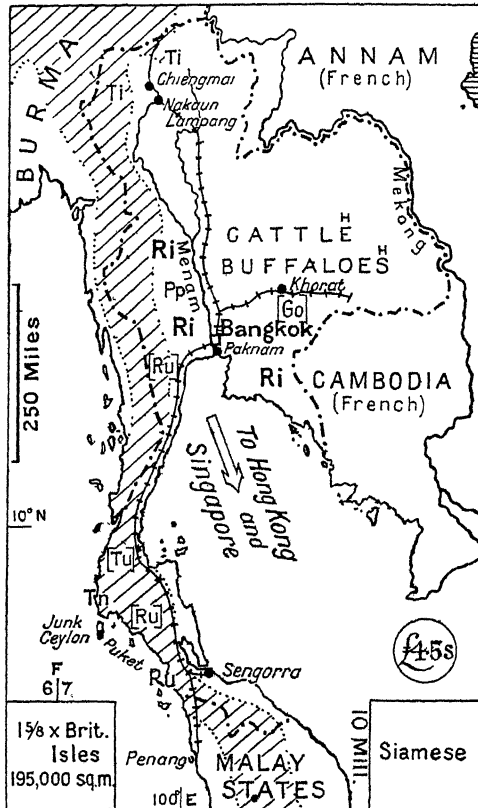 BURMA
ANNAM
(French)
Ti
Ti
Chiengmai
Nakaun
Lampang
Mekong
H
CATTLE
H
BUFFALOES
Ri
Menam
Pp
Khorat
Go
Ri
Bangkok
Paknam
[Ru]
Ri
CAMBODIA
(French)
250 Miles
To Hong Kong
and
Singapore
10°N
[Tu]
Tn
[Ru]
Junk
Ceylon
Puket
£4.5s
F
6|7
Ru
Sengorra
1⅝ x Brit.
Isles
195,000 sq.m.
Penang
MALAY
STATES
100°E
10 Mill.
Siamese